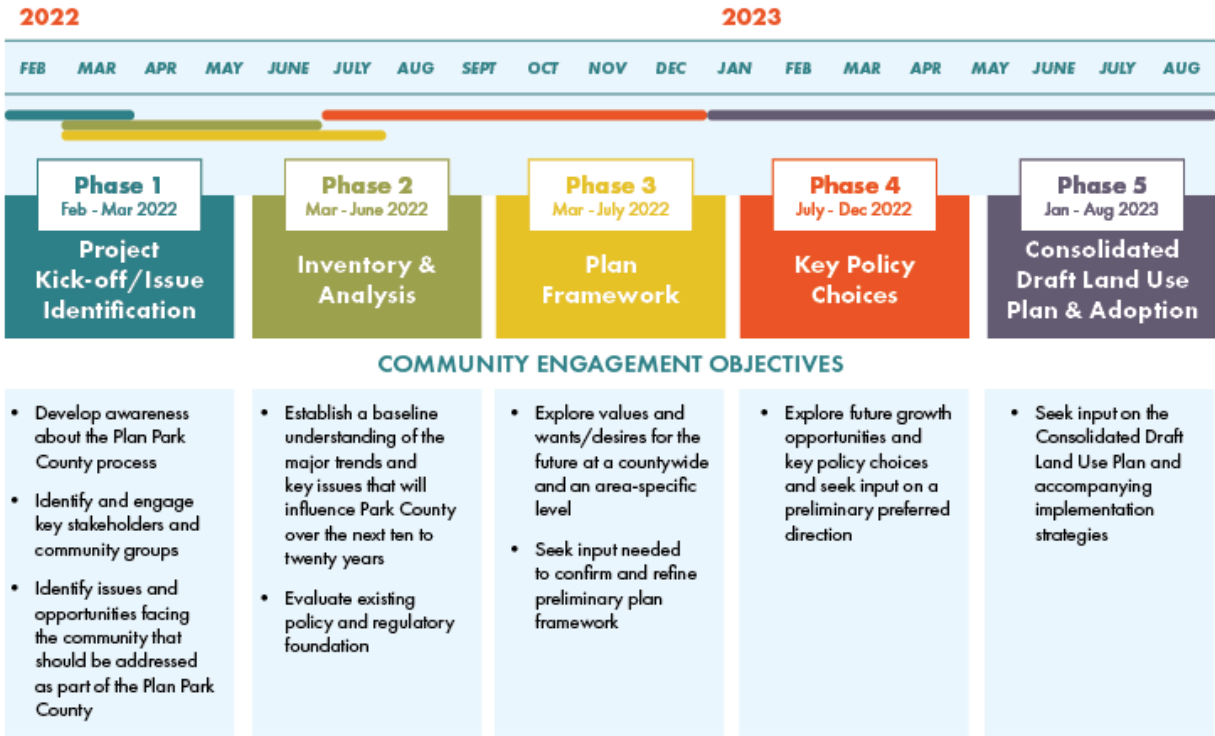 2022 2023
FEB MAR APR MAY JUNE JULY AUG SEPT OCT NOV DEC JAN FEB MAR APR MAY JUNE JULY AUG
Phase 1
Feb - Mar 2022
Project
Kick-off/Issue
Identification
Phase 2
Mar - June 2022
Inventory &
Analysis
Phase 3
Mar - July 2022
Plan
Framework
Phase 4
July - Dec 2022
Key Policy
Choices
Phase 5
Jan - Aug 2023
Consolidated
Draft Land Use
Plan & Adoption
COMMUNITY ENGAGEMENT OBJECTIVES
• Develop awareness
about the Plan Park
County process
• Identify and engage
key stakeholders and
community groups
• Identify issues and
opportunities facing
the community that
should be addressed
as part of the Plan Park
County
• Establish a baseline
understanding of the
major trends and
key issues that will
influence Park County
over the next ten to
twenty years
• Evaluate existing
policy and regulatory
foundation
• Explore values and
wants/desires for the
future at a countywide
and an area-specific
level
• Seek input needed
to confirm and refine
preliminary plan
framework
• Explore future growth
opportunities and
key policy choices
and seek input on a
preliminary preferred
direction
• Seek input on the
Consolidated Draft
Land Use Plan and
accompanying
implementation
strategies